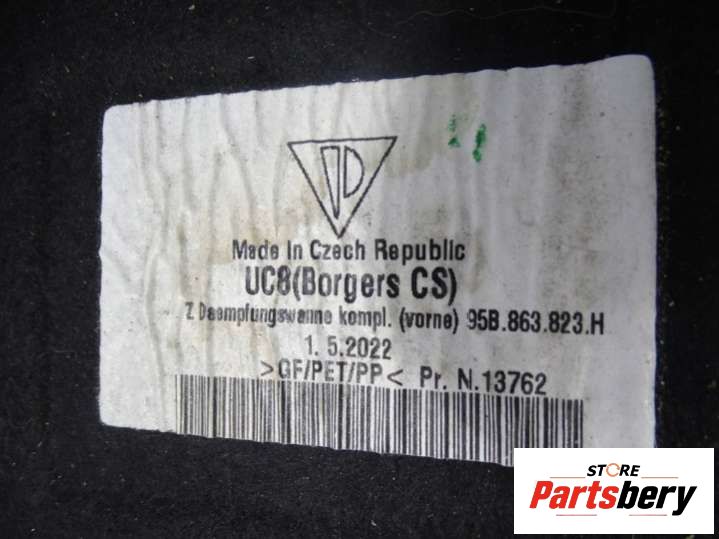 Made In Czech Republic
UC8(Borgers CS)
Z Daempfungswanne kompl. (vorne) 95B.863.823.H
1. 5.2022
>GF/PET/PP< Pr. N.13762
STORE
Partsbery